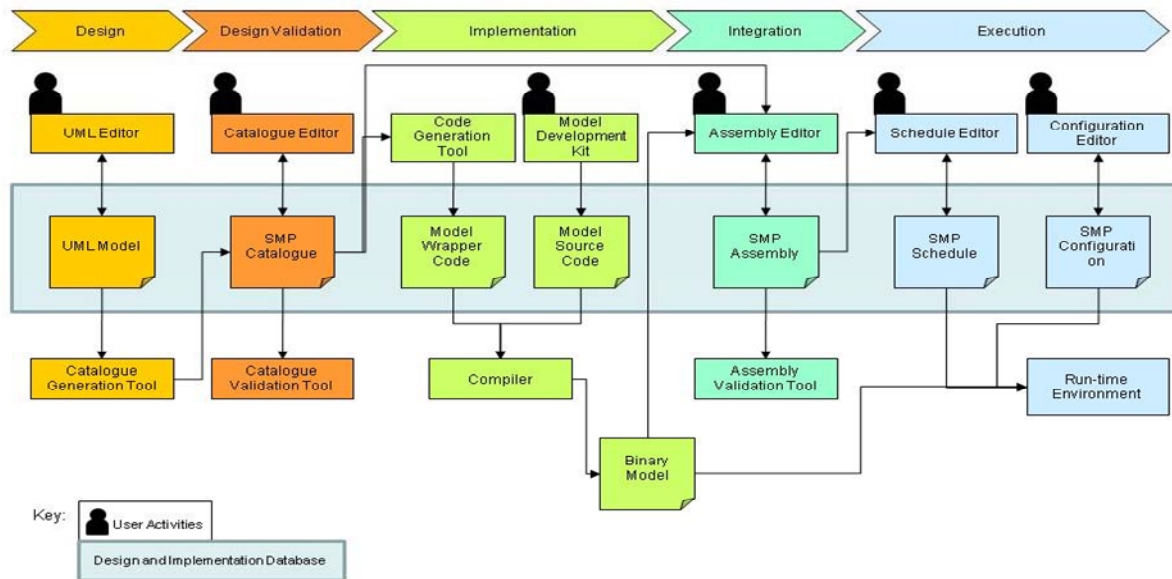 Design
Design Validation
Implementation
Integration
Execution
UML Editor
Catalogue Editor
Code
Generation
Tool
Model
Development
Kit
Assembly Editor
Schedule Editor
Configuration
Editor
UML Model
SMP
Catalogue
Model
Wrapper
Code
Model
Source
Code
SMP
Assembly
SMP
Schedule
SMP
Configurati
on
Catalogue
Generation Tool
Catalogue
Validation Tool
Compiler
Assembly
Validation Tool
Run-time
Environment
Binary
Model
Key:
User Activities
Design and Implementation Database